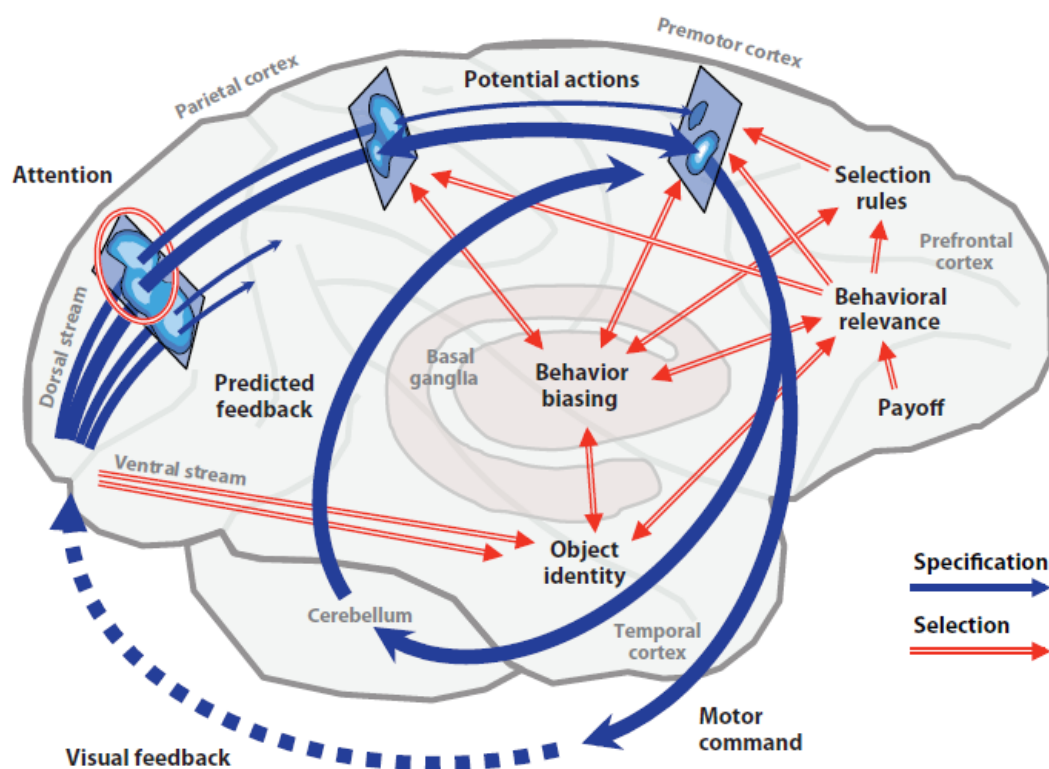 Premotor cortex
Parietal cortex
Potential actions
Attention
Selection
rules
Prefrontal
cortex
Behavioral
relevance
Dorsal stream
Predicted
feedback
Basal
ganglia
Behavior
biasing
Payoff
Ventral stream
Object
identity
Specification
Cerebellum
Temporal
cortex
Selection
Motor
command
Visual feedback